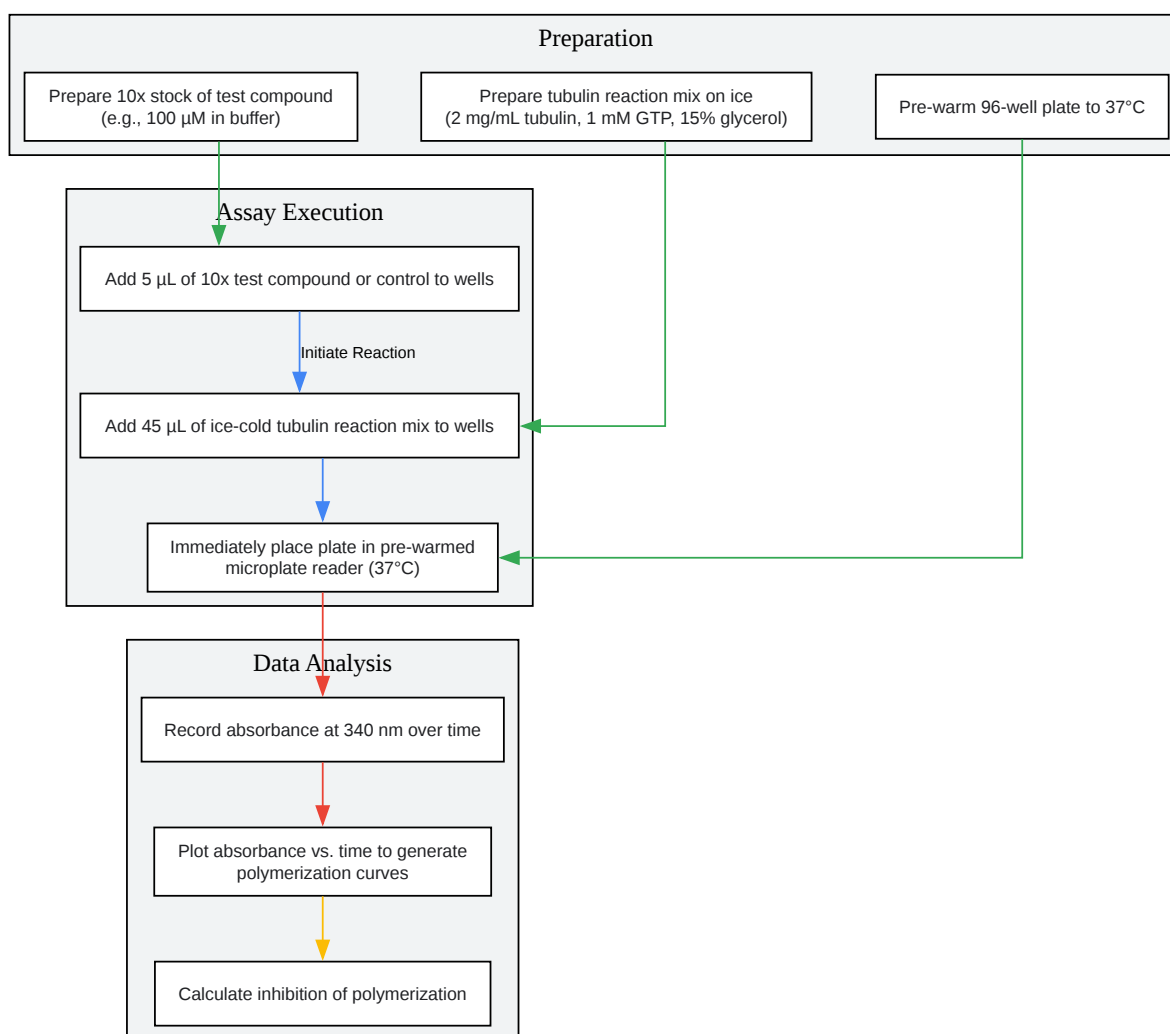 Preparation
Prepare 10x stock of test compound
(e.g., 100 µM in buffer)
Prepare tubulin reaction mix on ice
(2 mg/mL tubulin, 1 mM GTP, 15% glycerol)
Pre-warm 96-well plate to 37°C
Assay Execution
Add 5 µL of 10x test compound or control to wells
Initiate Reaction
Add 45 µL of ice-cold tubulin reaction mix to wells
Immediately place plate in pre-warmed
microplate reader (37°C)
Data Analysis
Record absorbance at 340 nm over time
Plot absorbance vs. time to generate
polymerization curves
Calculate inhibition of polymerization